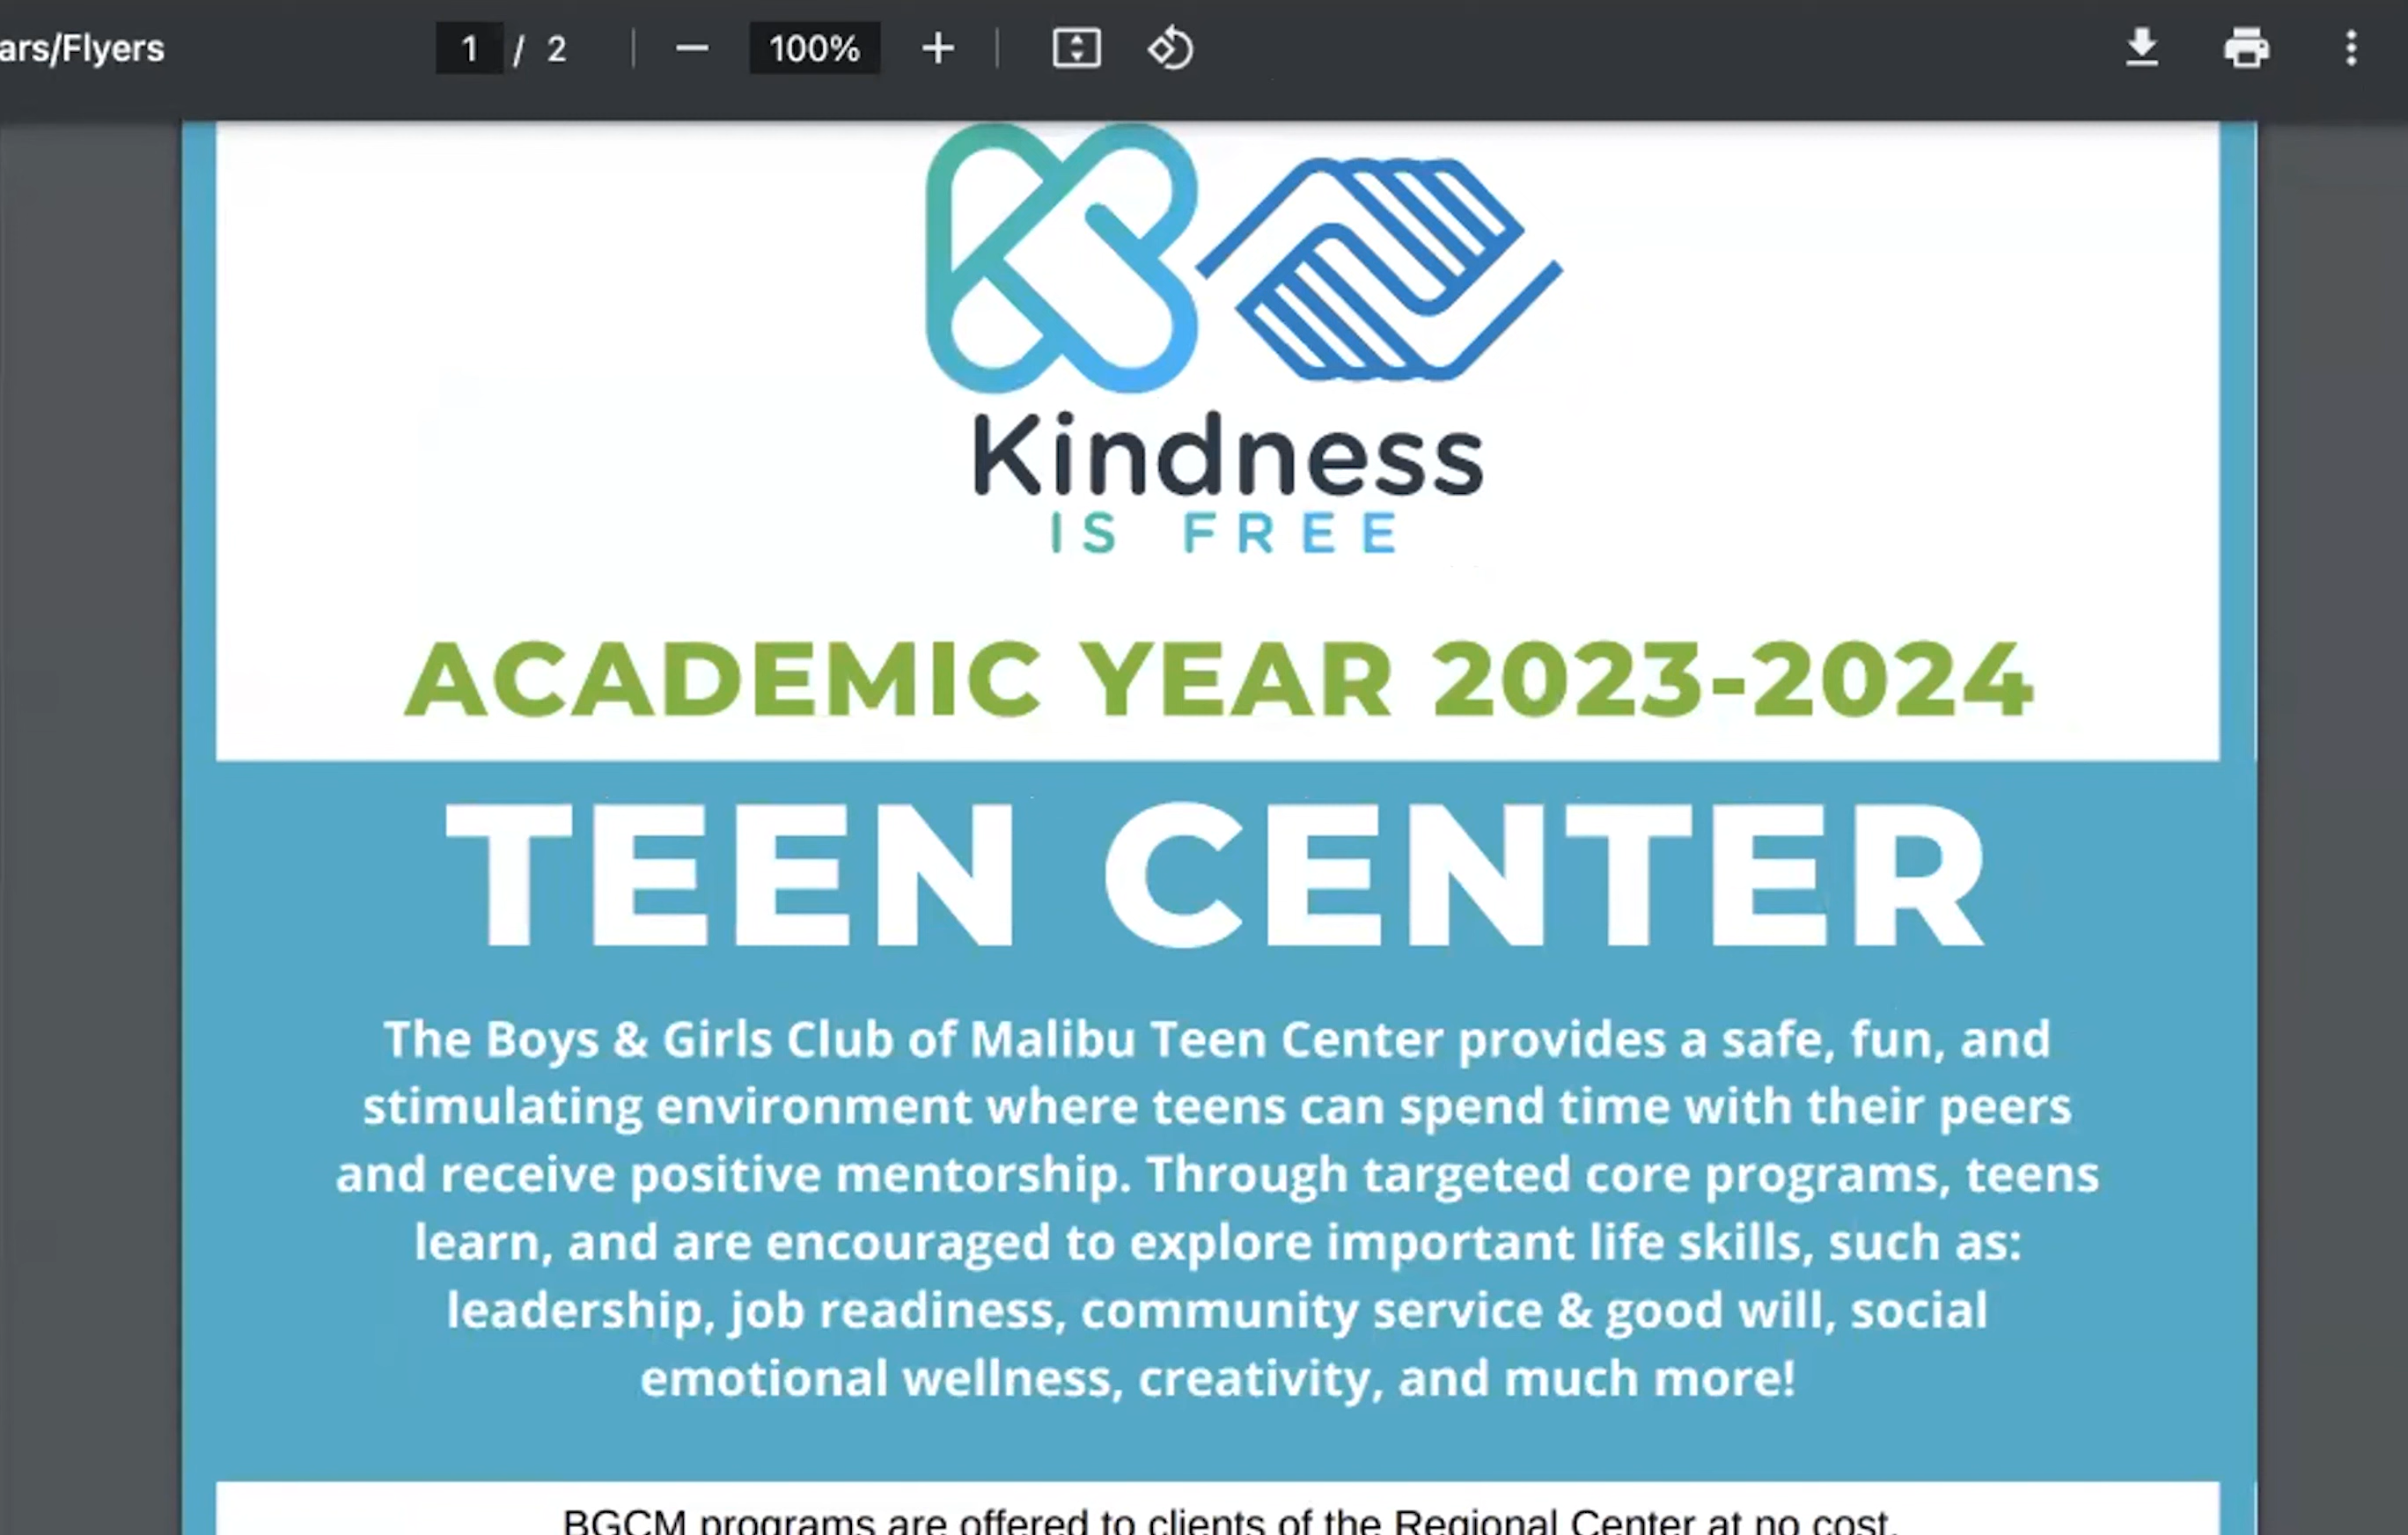 ars/Flyers 1 / 2 100%
Kindness
IS FREE
ACADEMIC YEAR 2023-2024
TEEN CENTER
The Boys & Girls Club of Malibu Teen Center provides a safe, fun, and
stimulating environment where teens can spend time with their peers
and receive positive mentorship. Through targeted core programs, teens
learn, and are encouraged to explore important life skills, such as:
leadership, job readiness, community service & good will, social
emotional wellness, creativity, and much more!
BGCM programs are offered to clients of the Regional Center at no cost.